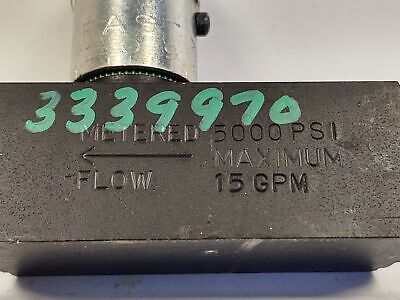 3339970
METERED 5000 PSI
MAXIMUM
FLOW 15 GPM